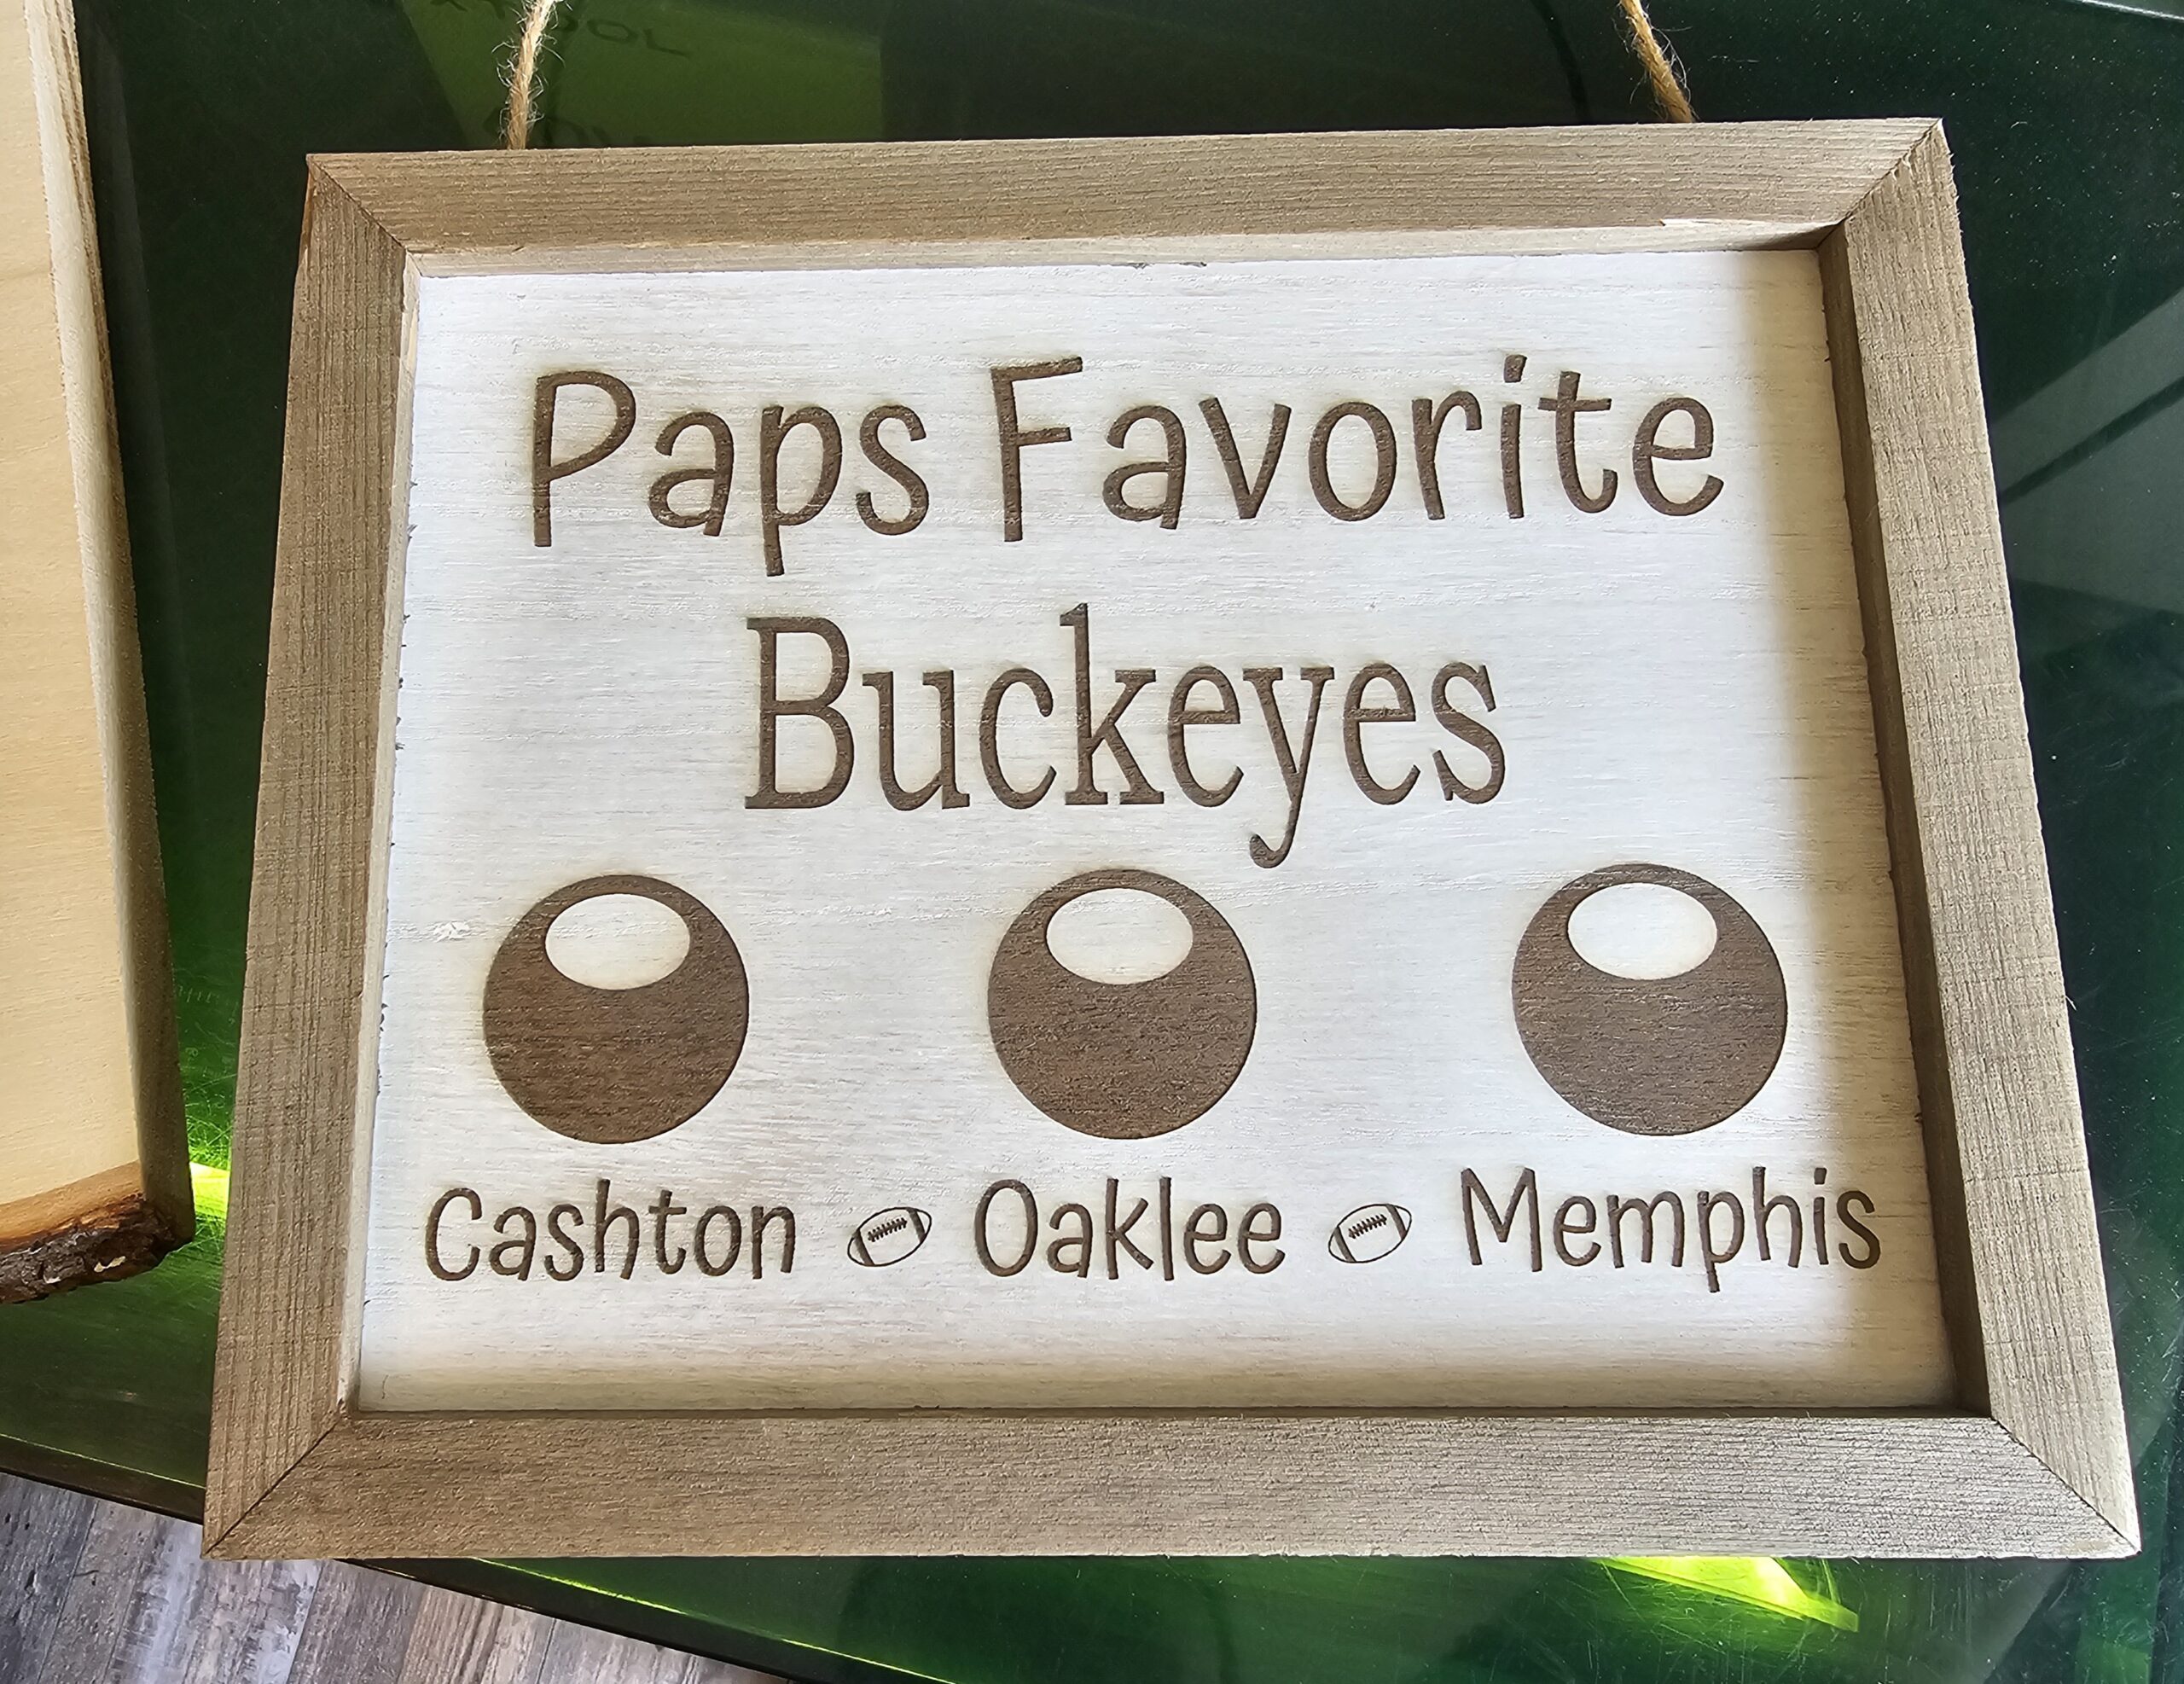 Paps Favorite
Buckeyes
Cashton Oaklee Memphis